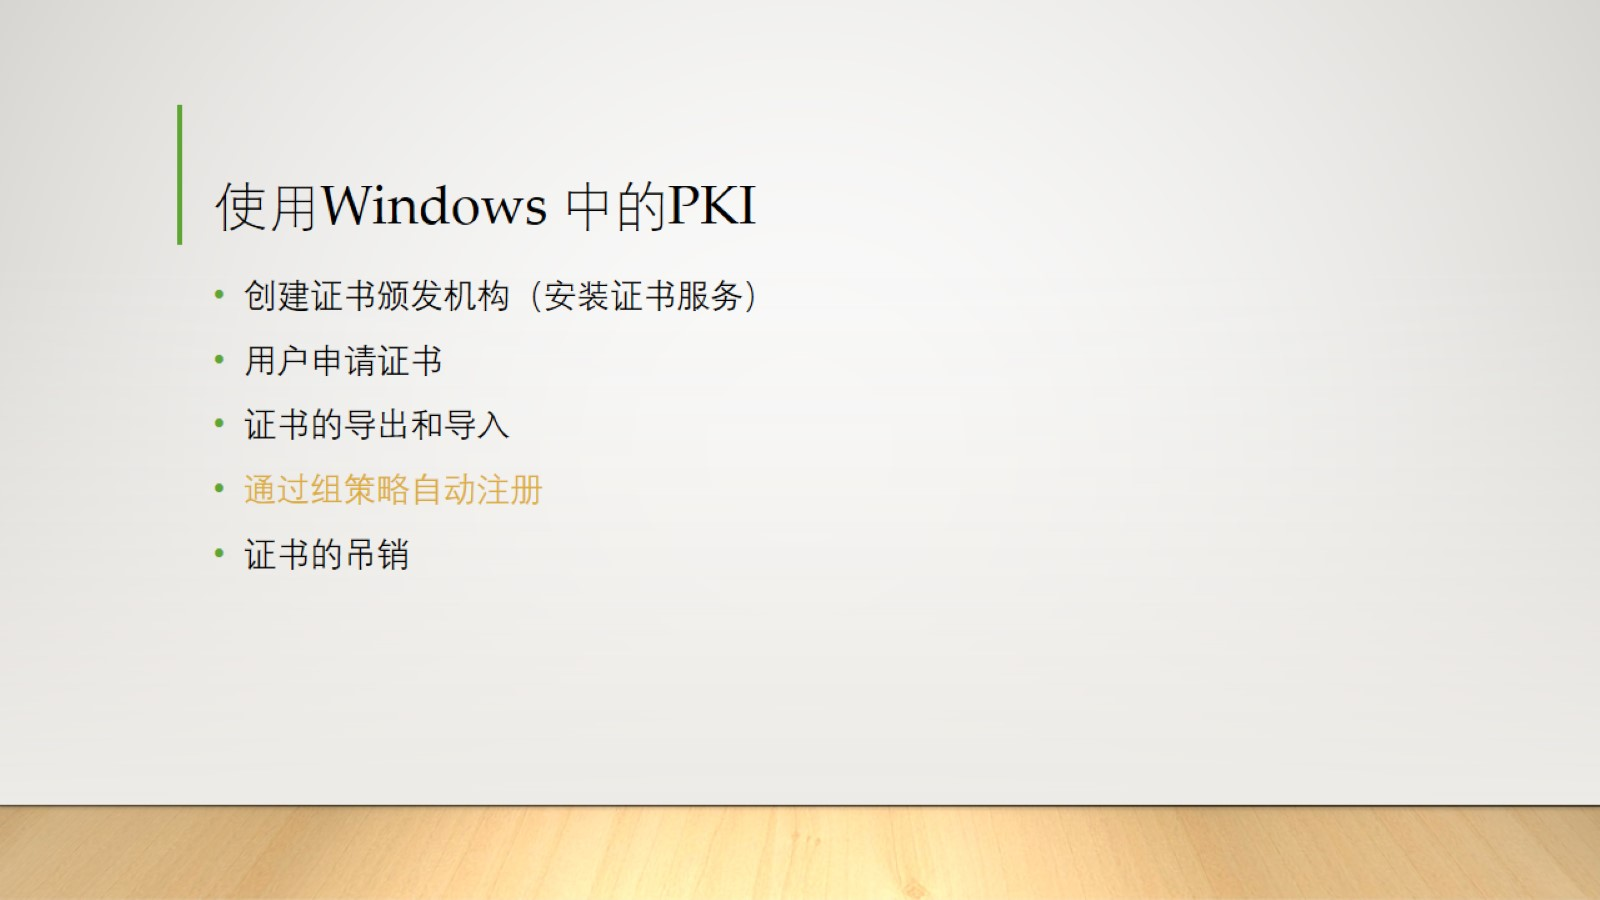 使用Windows 中的PKI
• 创建证书颁发机构（安装证书服务）
• 用户申请证书
• 证书的导出和导入
• 通过组策略自动注册
• 证书的吊销